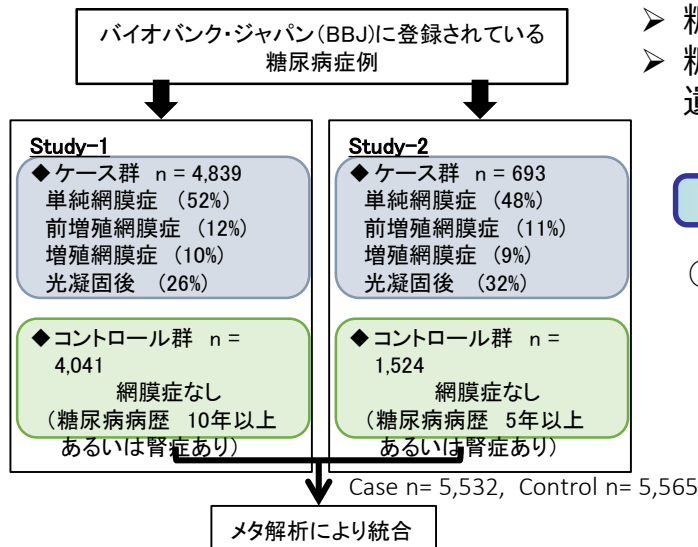 バイオバンク・ジャパン(BBJ)に登録されている
糖尿病症例
Study-1
◆ ケース群 n = 4,839
単純網膜症 (52%)
前増殖網膜症 (12%)
増殖網膜症 (10%)
光凝固後 (26%)
◆ コントロール群 n =
4,041
網膜症なし
(糖尿病病歴 10年以上
あるいは腎症あり)
Study-2
◆ ケース群 n = 693
単純網膜症 (48%)
前増殖網膜症 (11%)
増殖網膜症 (9%)
光凝固後 (32%)
◆ コントロール群 n =
1,524
網膜症なし
(糖尿病病歴 5年以上
あるいは腎症あり)
Case n= 5,532, Control n= 5,565
メタ解析により統合